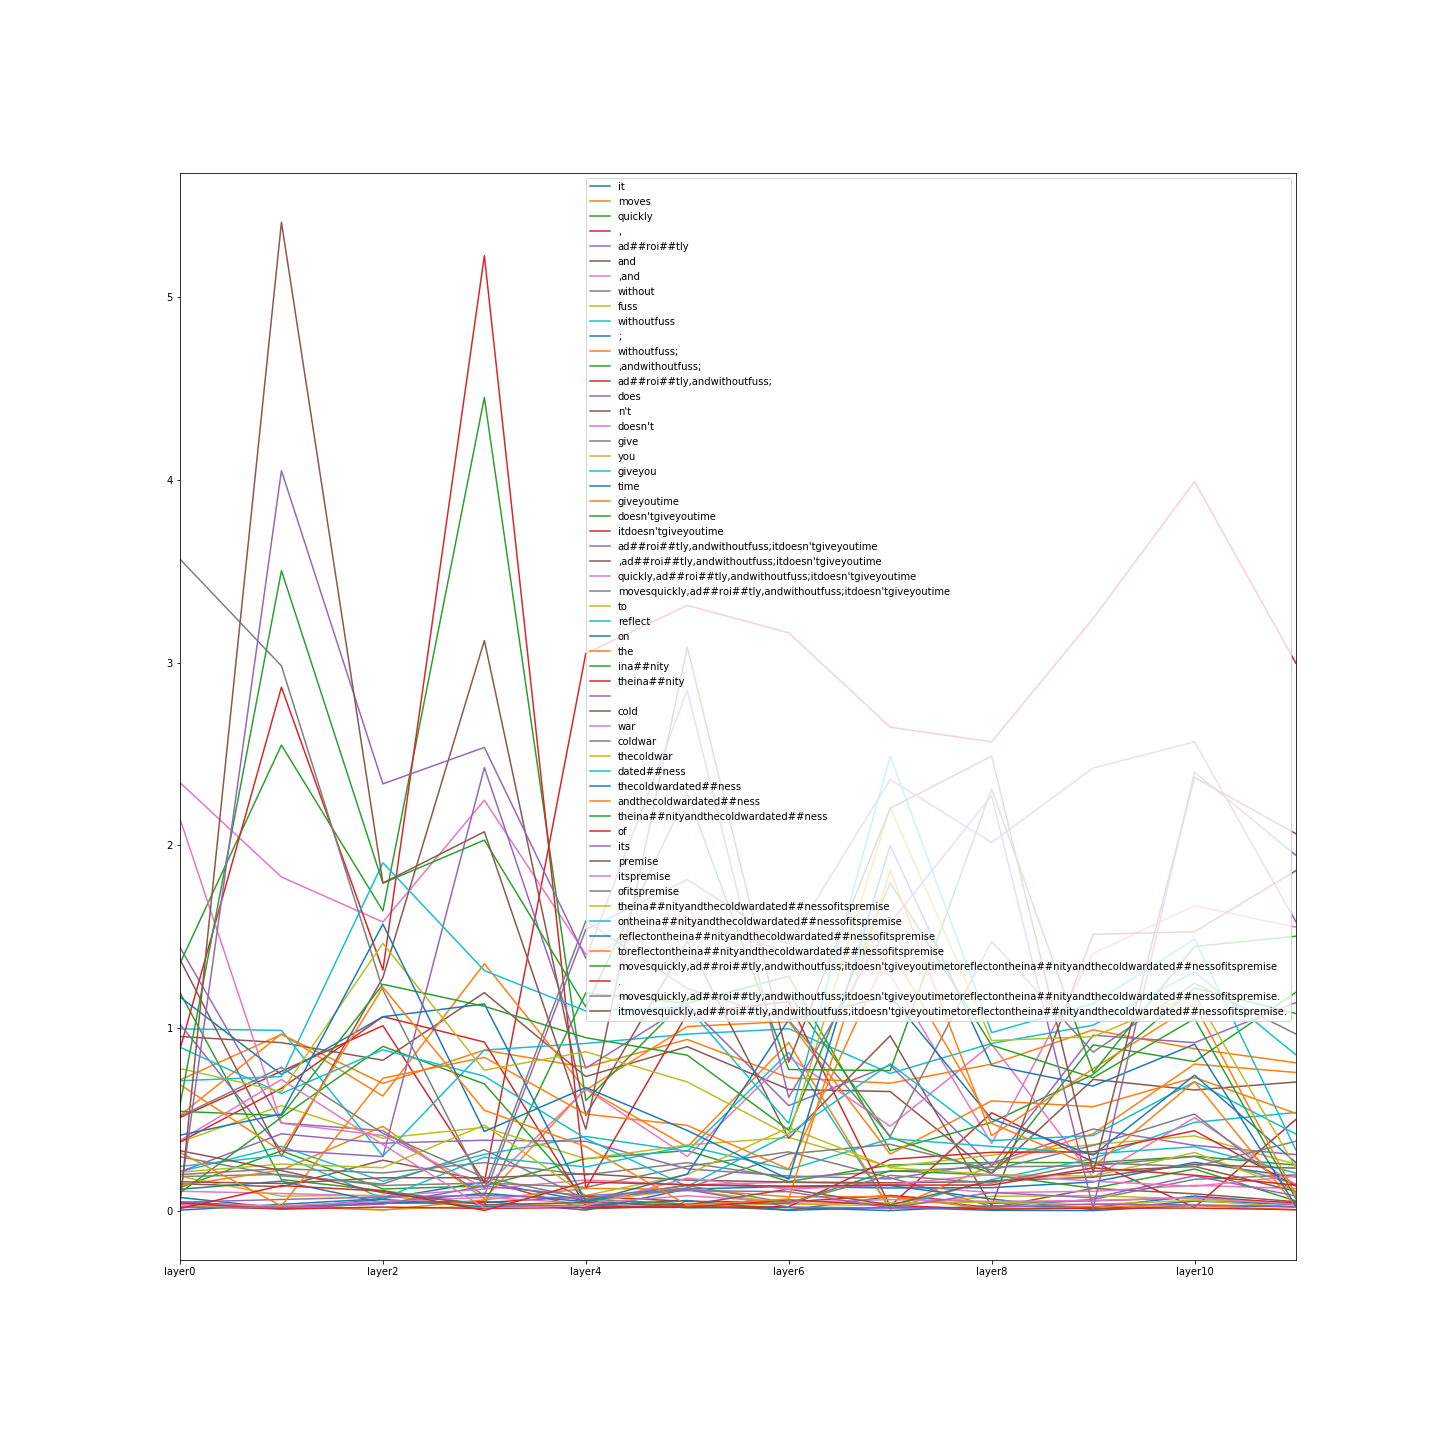 5
4
3
2
1
0
it
moves
quickly
,
ad##roi##tly
and
,and
without
fuss
withoutfuss
;
withoutfuss;
,andwithoutfuss;
ad##roi##tly,andwithoutfuss;
does
n't
doesn't
give
you
giveyou
time
giveyoutime
doesn'tgiveyoutime
itdoesn'tgiveyoutime
ad##roi##tly,andwithoutfuss;itdoesn'tgiveyoutime
,ad##roi##tly,andwithoutfuss;itdoesn'tgiveyoutime
quickly,ad##roi##tly,andwithoutfuss;itdoesn'tgiveyoutime
movesquickly,ad##roi##tly,andwithoutfuss;itdoesn'tgiveyoutime
to
reflect
on
the
ina##nity
theina##nity
cold
war
coldwar
thecoldwar
dated##ness
thecoldwardated##ness
andthecoldwardated##ness
theina##nityandthecoldwardated##ness
of
its
premise
itspremise
ofitspremise
theina##nityandthecoldwardated##nessofitspremise
ontheina##nityandthecoldwardated##nessofitspremise
reflectontheina##nityandthecoldwardated##nessofitspremise
toreflectontheina##nityandthecoldwardated##nessofitspremise
movesquickly,ad##roi##tly,andwithoutfuss;itdoesn'tgiveyoutimetoreflectontheina##nityandthecoldwardated##nessofitspremise
.
movesquickly,ad##roi##tly,andwithoutfuss;itdoesn'tgiveyoutimetoreflectontheina##nityandthecoldwardated##nessofitspremise.
itmovesquickly,ad##roi##tly,andwithoutfuss;itdoesn'tgiveyoutimetoreflectontheina##nityandthecoldwardated##nessofitspremise.
layer0 layer2 layer4 layer6 layer8 layer10